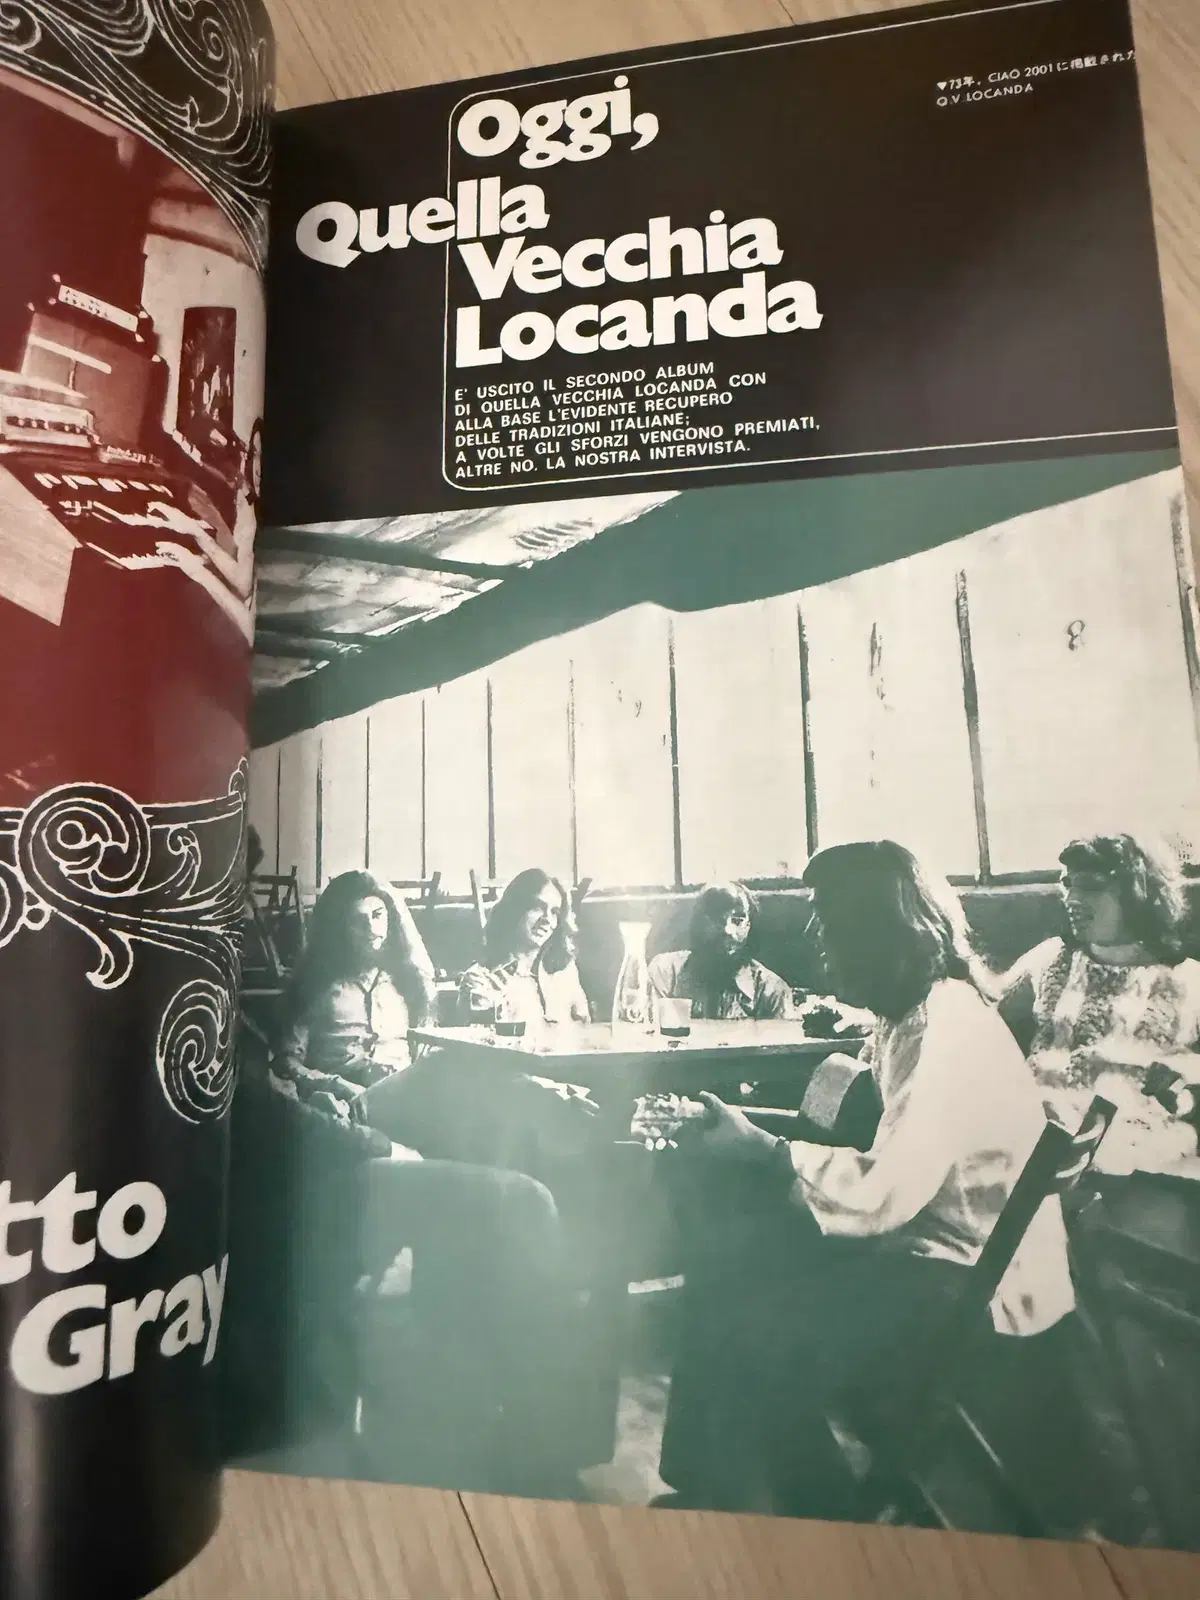 Oggi,
Quella
Vecchia
Locanda
E' USCITO IL SECONDO ALBUM
DI QUELLA VECCHIA LOCANDA CON
ALLA BASE L'EVIDENTE RECUPERO
DELLE TRADIZIONI ITALIANE;
A VOLTE GLI SFORZI VENGONO PREMIATI,
ALTRE NO. LA NOSTRA INTERVISTA.
▼73年，CIAO 2001に掲載された
Q.V.LOCANDA
8
tto
Gray